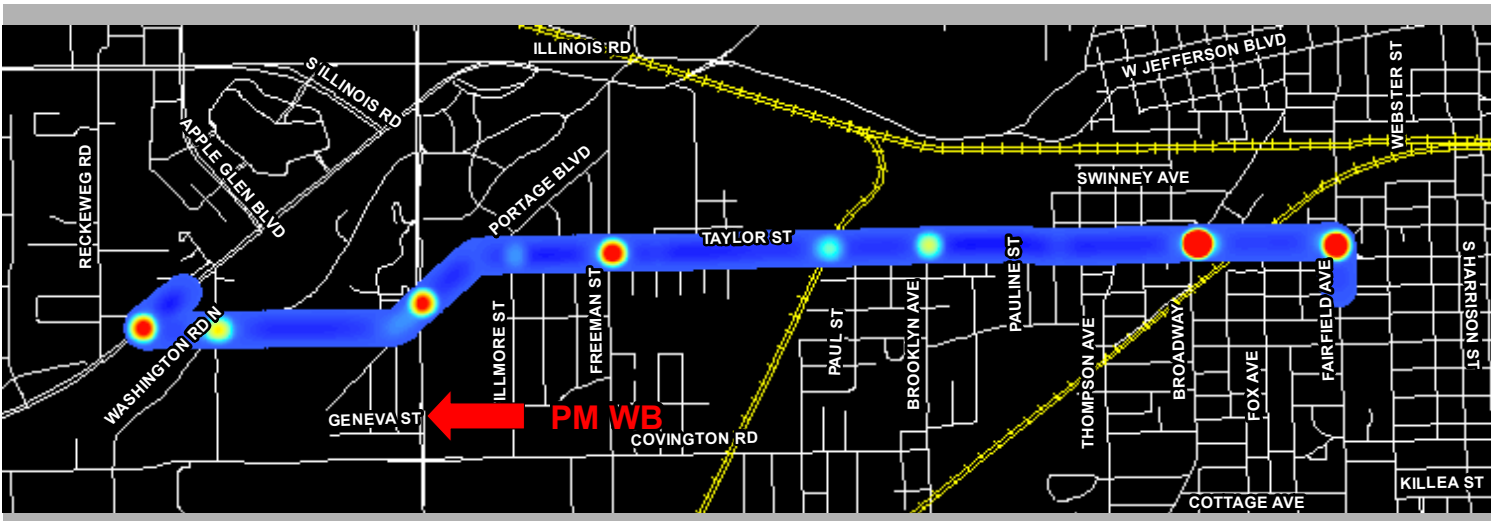 ILLINOIS RD
W JEFFERSON BLVD
WEBSTER ST
S ILLINOIS RD
APPLE GLEN BLVD
RECKEWEG RD
PORTAGE BLVD
SWINNEY AVE
TAYLOR ST
PAULINE ST
S HARRISON ST
FAIRFIELD AVE
WASHINGTON RD N
ILLMORE ST
FREEMAN ST
PAUL ST
BROOKLYN AVE
THOMPSON AVE
BROADWAY
FOX AVE
GENEVA ST
PM WB
COVINGTON RD
KILLEA ST
COTTAGE AVE